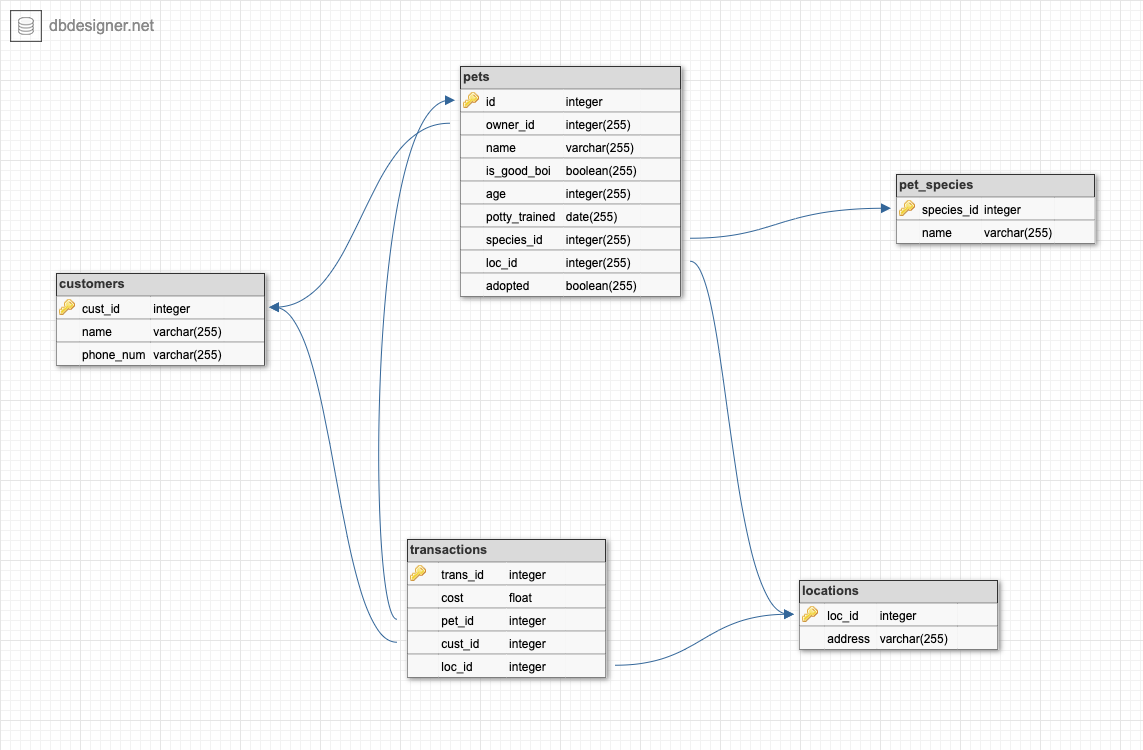 dbdesigner.net
pets
id integer
owner_id integer(255)
name varchar(255)
is_good_boi boolean(255)
age integer(255)
potty_trained date(255)
species_id integer(255)
loc_id integer(255)
adopted boolean(255)
pet_species
species_id integer
name varchar(255)
customers
cust_id integer
name varchar(255)
phone_num varchar(255)
transactions
trans_id integer
cost float
pet_id integer
cust_id integer
loc_id integer
locations
loc_id integer
address varchar(255)